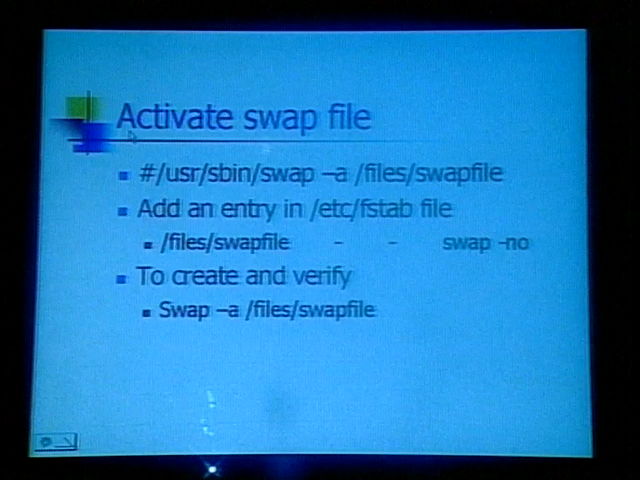 Activate swap file
#/usr/sbin/swap –a /files/swapfile
Add an entry in /etc/fstab file
/files/swapfile - - swap -no
To create and verify
Swap –a /files/swapfile